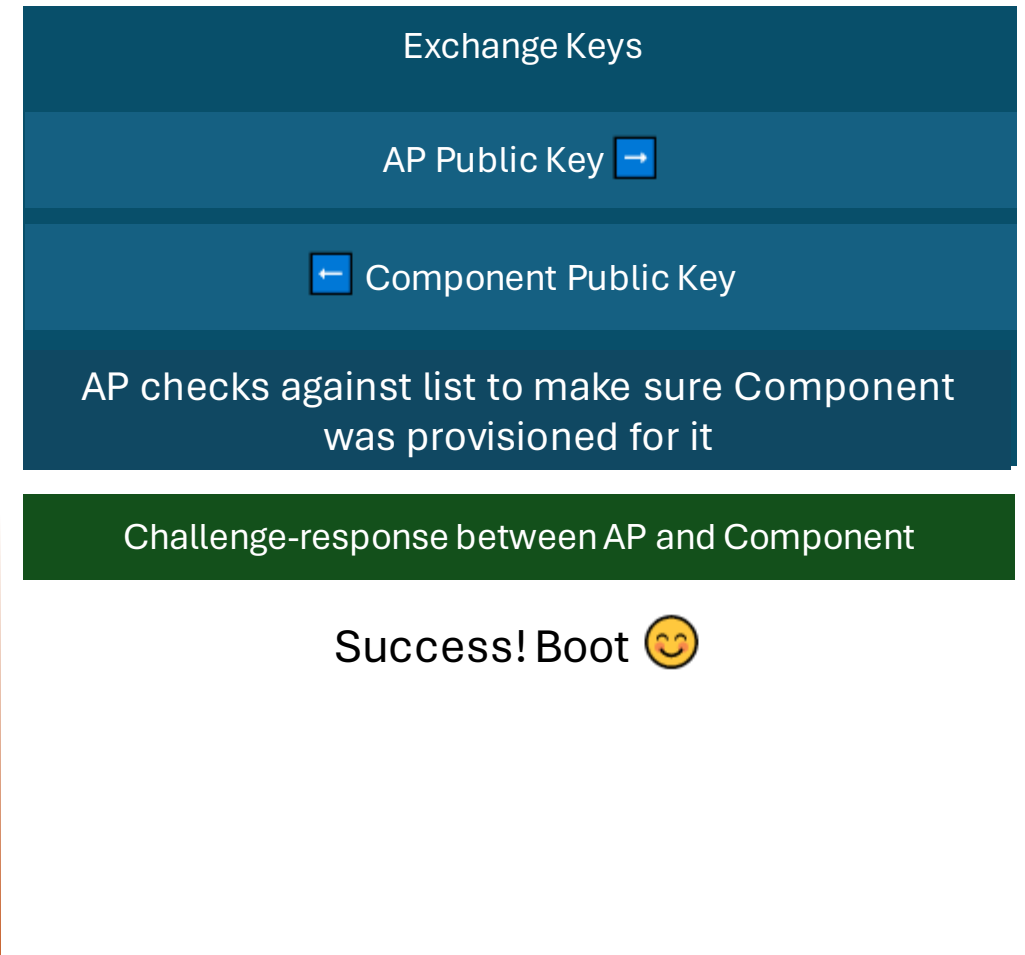 Exchange Keys
AP Public Key ➡
⬅ Component Public Key
AP checks against list to make sure Component
was provisioned for it
Challenge-response between AP and Component
Success! Boot 😊